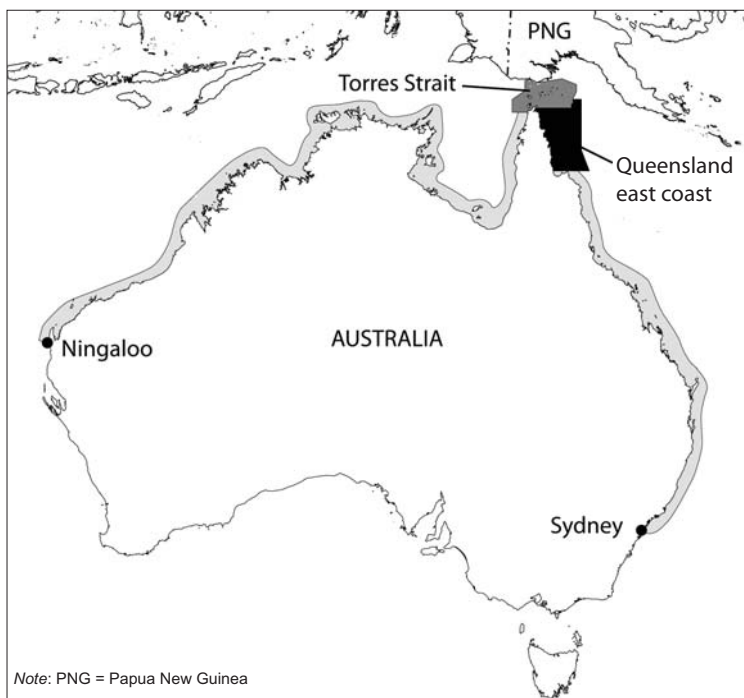 PNG
Torres Strait
Queensland
east coast
Ningaloo
AUSTRALIA
Sydney
Note: PNG = Papua New Guinea